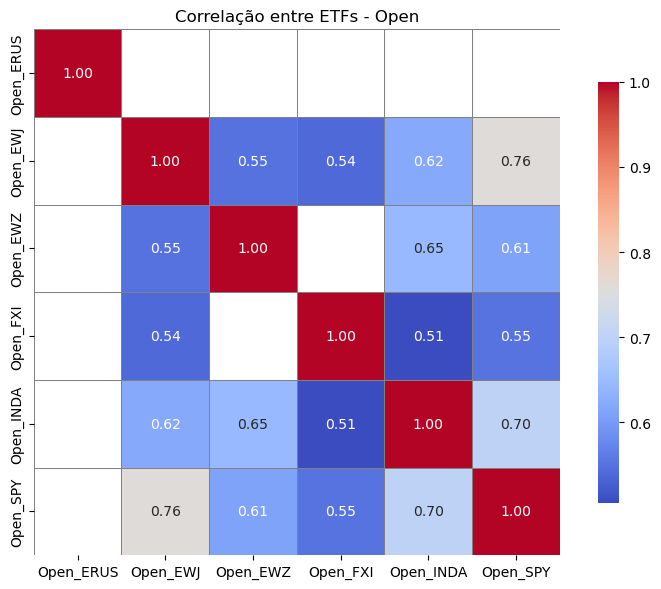 Correlação entre ETFs - Open
Open_ERUS
1.00
Open_EWJ
1.00 0.55 0.54 0.62 0.76
Open_EWZ
0.55 1.00 0.65 0.61
Open_FXI
0.54 1.00 0.51 0.55
Open_INDA
0.62 0.65 0.51 1.00 0.70
Open_SPY
0.76 0.61 0.55 0.70 1.00
Open_ERUS Open_EWJ Open_EWZ Open_FXI Open_INDA Open_SPY
1.0
0.9
0.8
0.7
0.6